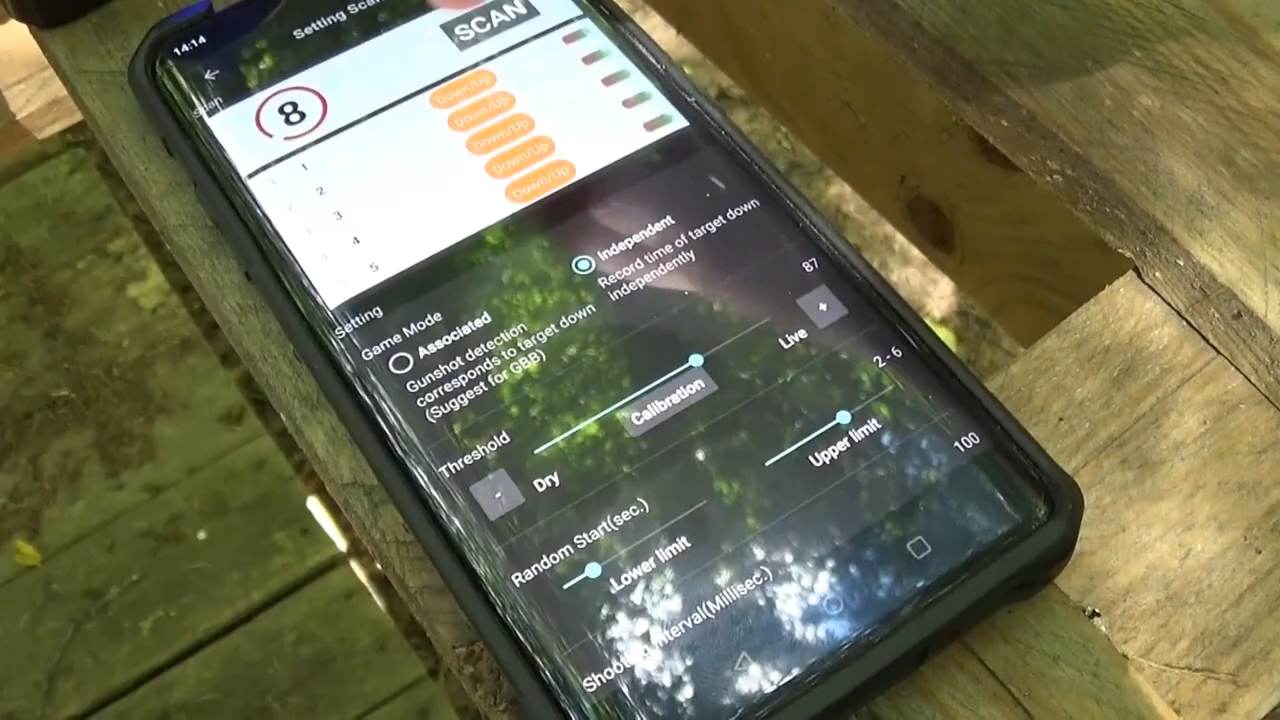 14:14
Setting Scan
Scan
SCAN
8
1 Down/Up
2 Down/Up
3 Down/Up
4 Down/Up
5 Down/Up
Setting
Game Mode
Associated
Gunshot detection
corresponds to target down
(Suggest for GBB)
Independent
Record time of target down
independently
Threshold
87
-
Dry
Calibration
Live
+
Random Start(sec.)
2 - 6
Lower limit
Upper limit
Interval(Millisec.)
100